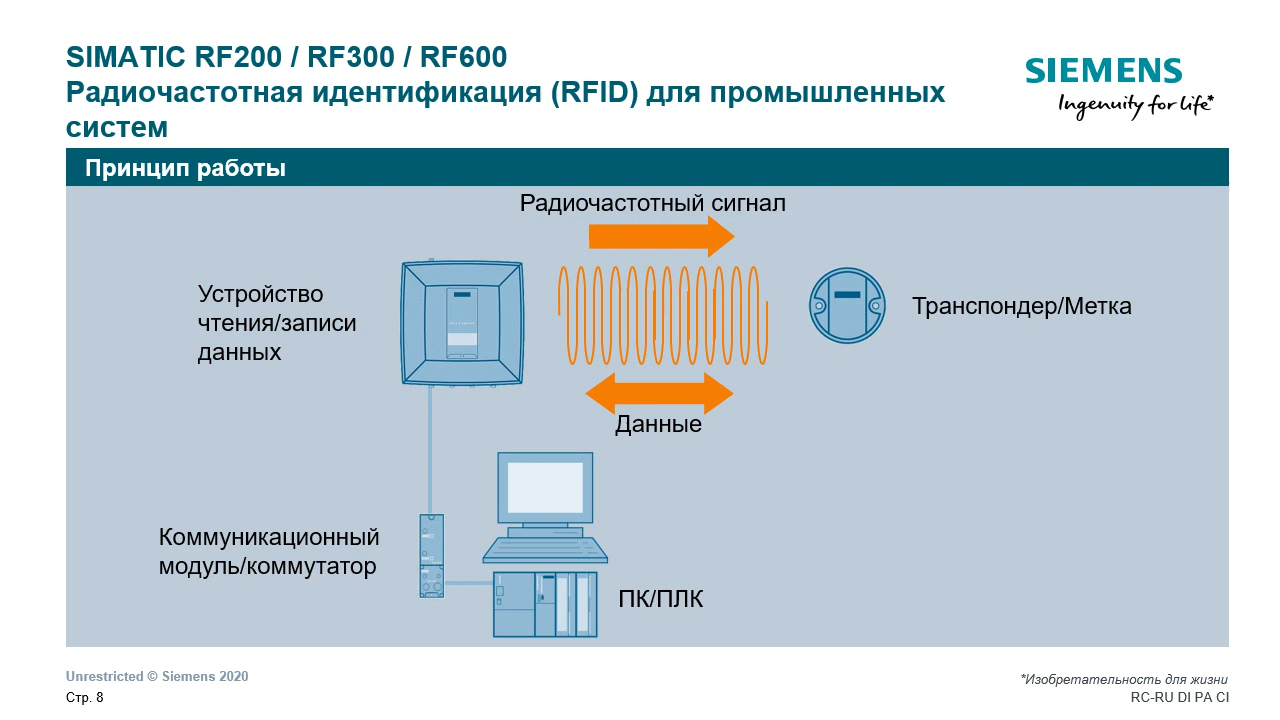 SIMATIC RF200 / RF300 / RF600
Радиочастотная идентификация (RFID) для промышленных
систем
SIEMENS
Ingenuity for life*
Принцип работы
Радиочастотный сигнал
Устройство
чтения/записи
данных
Транспондер/Метка
Данные
Коммуникационный
модуль/коммутатор
ПК/ПЛК
Unrestricted © Siemens 2020
Стр. 8
*Изобретательность для жизни
RC-RU DI PA CI